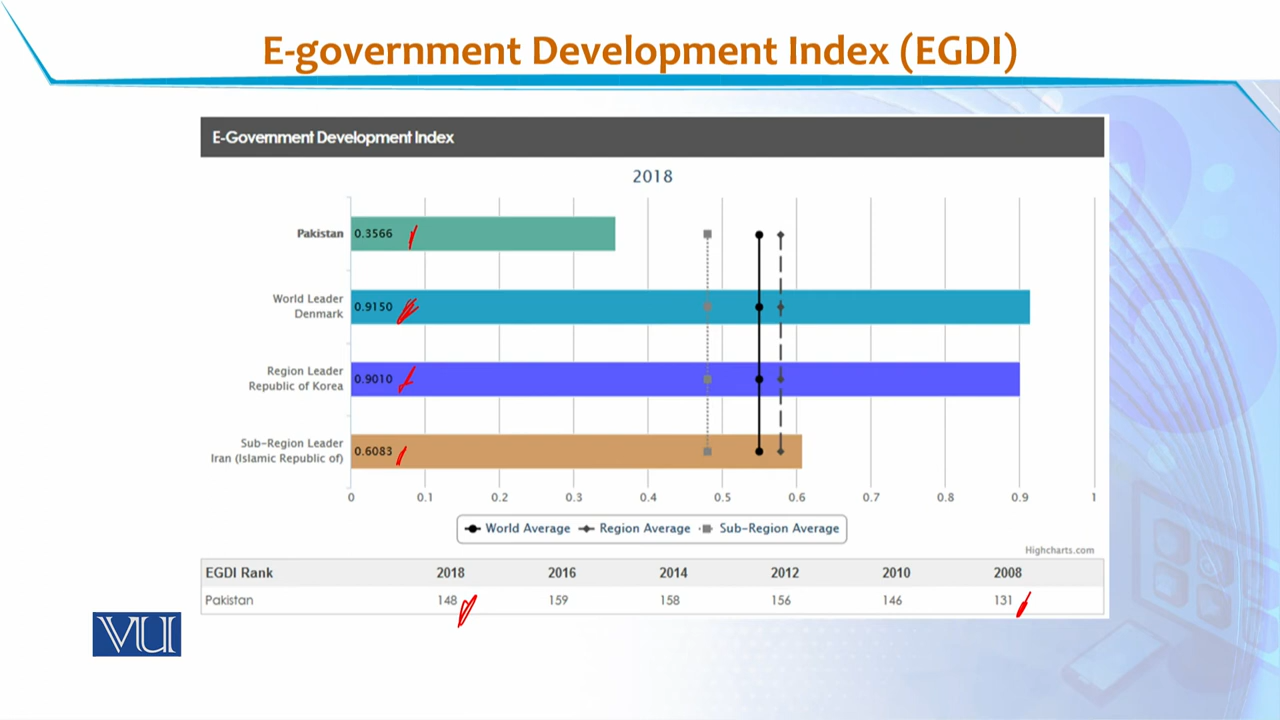 E-government Development Index (EGDI)
E-Government Development Index
2018
Pakistan 0.3566
World Leader
Denmark 0.9150
Region Leader
Republic of Korea 0.9010
Sub-Region Leader
Iran (Islamic Republic of) 0.6083
0 0.1 0.2 0.3 0.4 0.5 0.6 0.7 0.8 0.9 1
World Average Region Average Sub-Region Average
Highcharts.com
EGDI Rank 2018 2016 2014 2012 2010 2008
Pakistan 148 159 158 156 146 131
VU